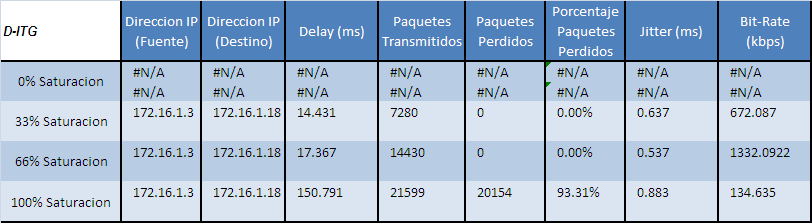 D-ITG Direccion IP (Fuente) Direccion IP (Destino) Delay (ms) Paquetes Transmitidos Paquetes Perdidos Porcentaje Paquetes Perdidos Jitter (ms) Bit-Rate (kbps)
0% Saturacion #N/A #N/A #N/A #N/A #N/A #N/A #N/A #N/A
#N/A #N/A #N/A #N/A #N/A #N/A #N/A #N/A
33% Saturacion 172.16.1.3 172.16.1.18 14.431 7280 0 0.00% 0.637 672.087
66% Saturacion 172.16.1.3 172.16.1.18 17.367 14430 0 0.00% 0.537 1332.0922
100% Saturacion 172.16.1.3 172.16.1.18 150.791 21599 20154 93.31% 0.883 134.635